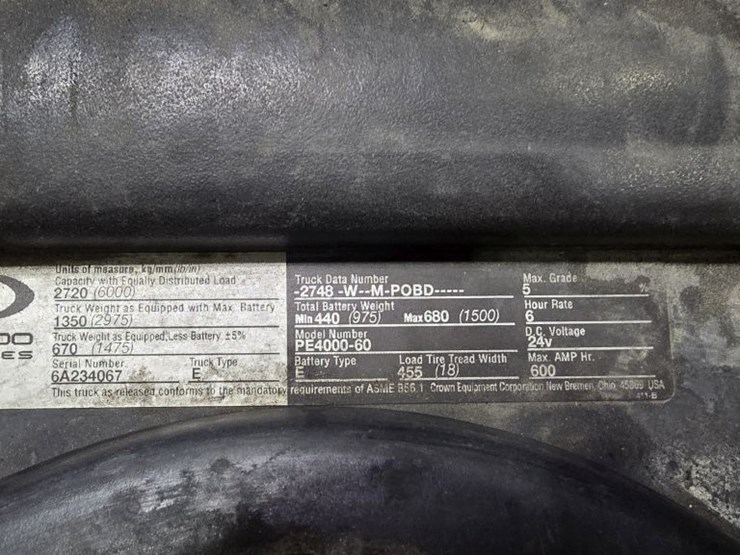 Units of measure, kg/mm (lb/in)
Capacity with Equally Distributed Load
2720 (6000)
Truck Weight as Equipped with Max. Battery
1350 (2975)
Truck Weight as Equipped, Less Battery ±5%
670 (1475)
Serial Number Truck Type
6A234067 E
OO
ES
Truck Data Number Max. Grade
-2748 -W--M-POBD----- 5
Total Battery Weight Hour Rate
Min 440 (975) Max 680 (1500) 6
Model Number D.C. Voltage
PE4000-60 24v
Battery Type Load Tire Tread Width Max. AMP Hr.
E 455 (18) 600
This truck as released conforms to the mandatory requirements of ASME B56.1 Crown Equipment Corporation New Bremen, Ohio 45869 USA